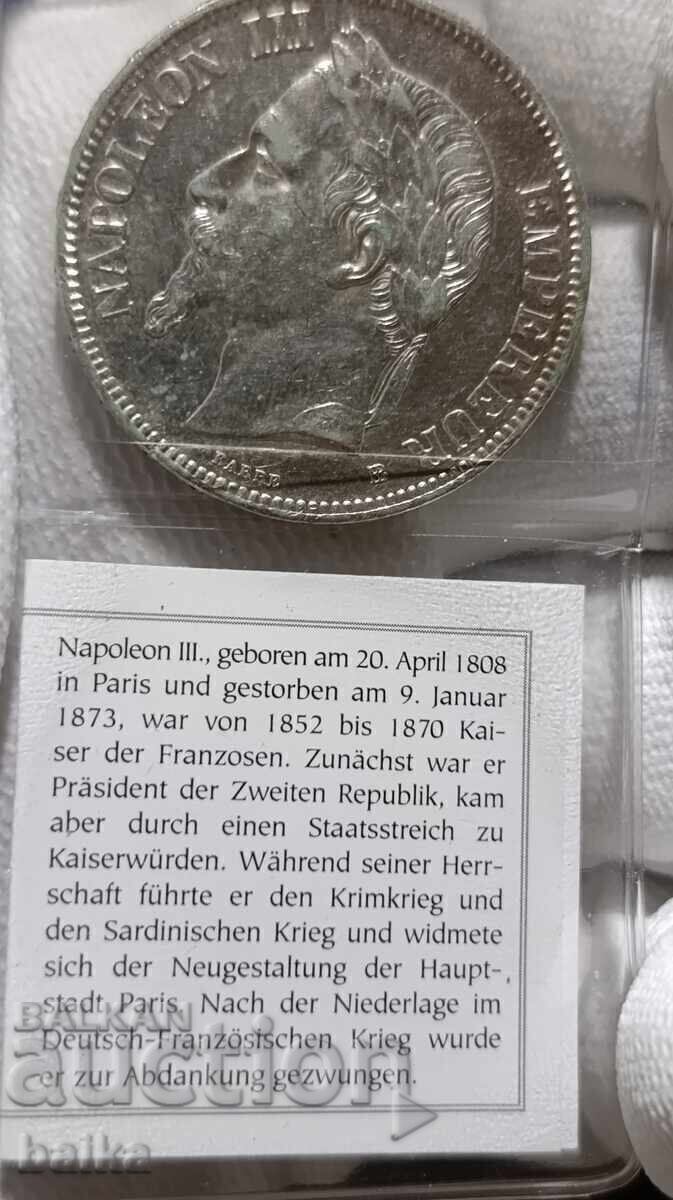 NAPOLEON III
EMPEREUR
BARRE
Napoleon III., geboren am 20. April 1808
in Paris und gestorben am 9. Januar
1873, war von 1852 bis 1870 Kai-
ser der Franzosen. Zunächst war er
Präsident der Zweiten Republik, kam
aber durch einen Staatsstreich zu
Kaiserwürden. Während seiner Herr-
schaft führte er den Krimkrieg und
den Sardinischen Krieg und widmete
sich der Neugestaltung der Haupt-
stadt Paris. Nach der Niederlage im
Deutsch-Französischen Krieg wurde
er zur Abdankung gezwungen.
BALKAN
auction
baika